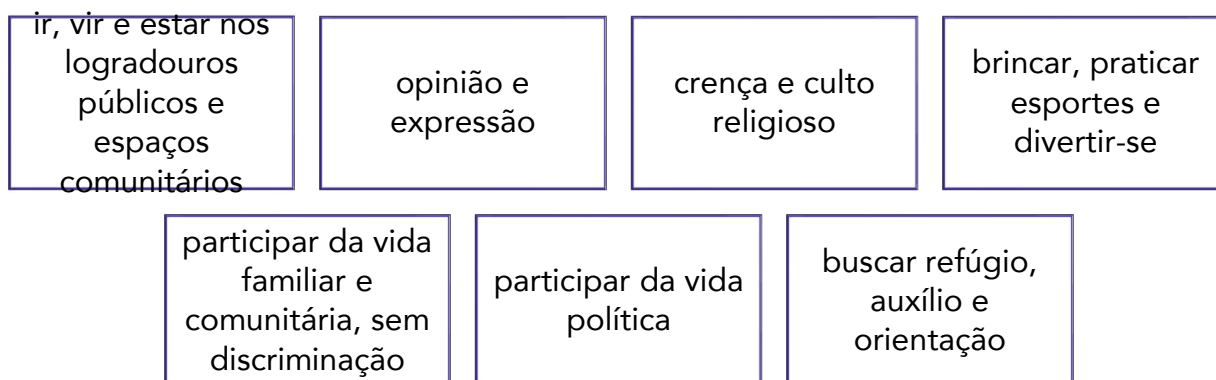 ir, vir e estar nos
logradouros
públicos e
espaços
comunitários
opinião e
expressão
crença e culto
religioso
brincar, praticar
esportes e
divertir-se
participar da vida
familiar e
comunitária, sem
discriminação
participar da vida
política
buscar refúgio,
auxílio e
orientação